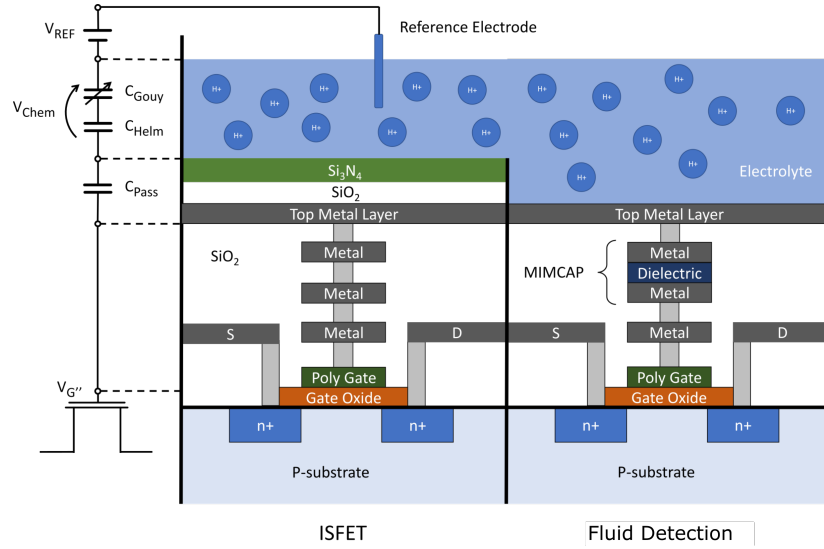 V_REF
Reference Electrode
C_Gouy
V_Chem
C_Helm
C_Pass
V_G''
H+ H+ H+ H+ H+
H+ H+ H+ H+
H+ H+ H+ H+
H+ H+ H+
Electrolyte
Si₃N₄
SiO₂
Top Metal Layer
Top Metal Layer
SiO₂
Metal
Metal
Metal
S
D
Poly Gate
Gate Oxide
n+
n+
P-substrate
ISFET
MIMCAP
Metal
Dielectric
Metal
Metal
S
D
Poly Gate
Gate Oxide
n+
n+
P-substrate
Fluid Detection